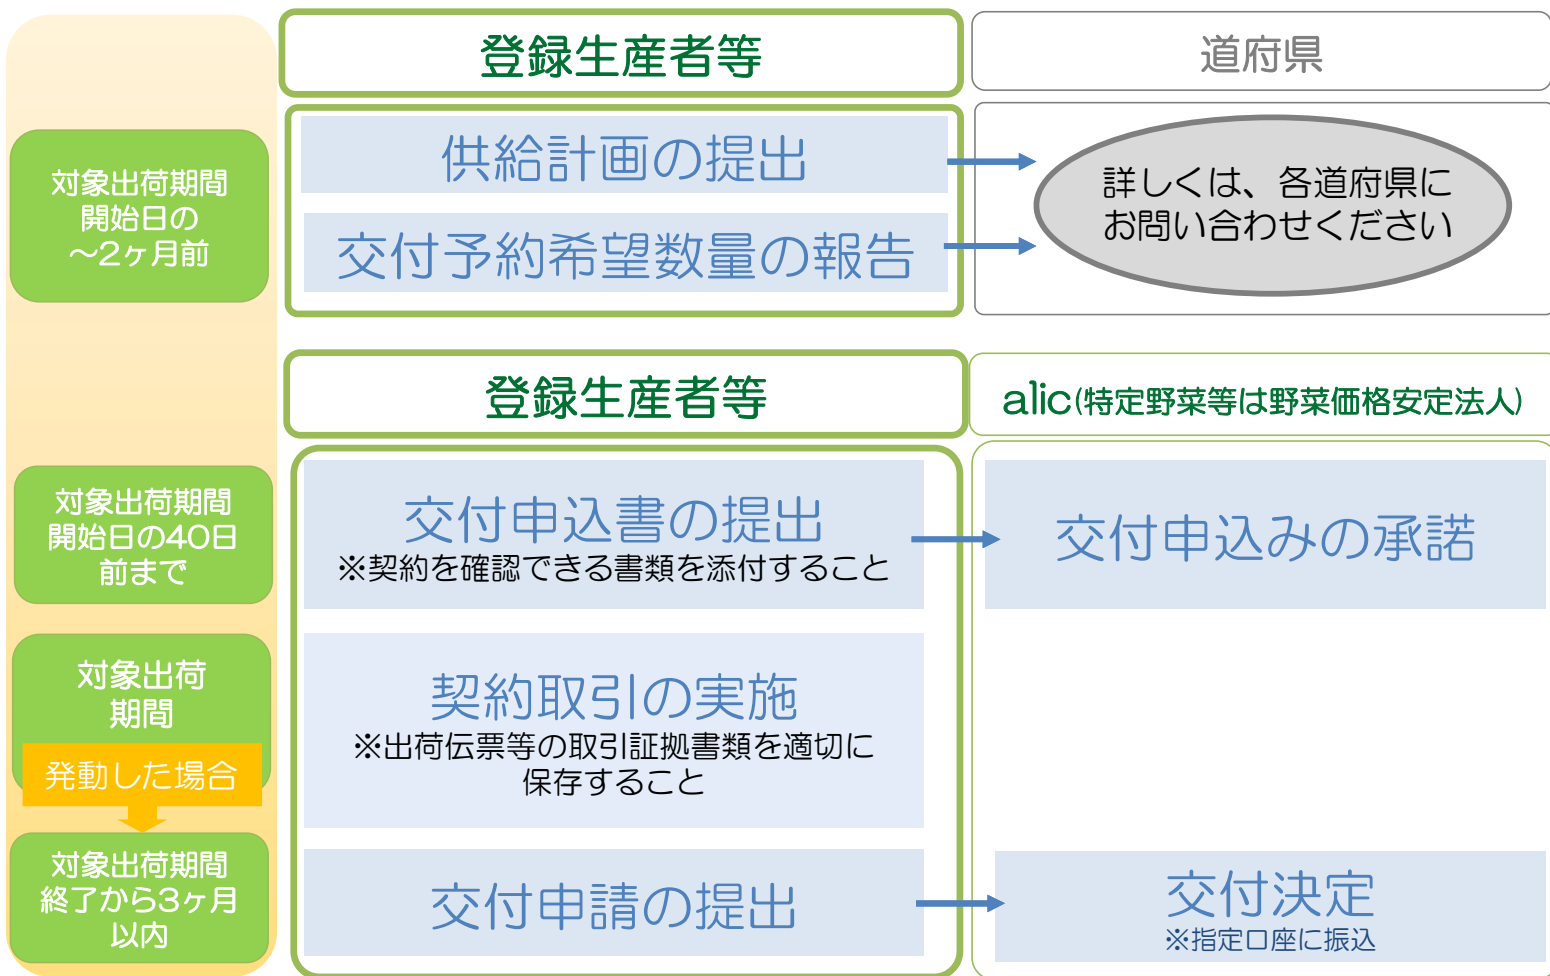 登録生産者等
道府県
対象出荷期間
開始日の
~2ヶ月前
供給計画の提出
交付予約希望数量の報告
詳しくは、各道府県に
お問い合わせください
登録生産者等
alic(特定野菜等は野菜価格安定法人)
対象出荷期間
開始日の40日
前まで
交付申込書の提出
※契約を確認できる書類を添付すること
交付申込みの承諾
対象出荷
期間
発動した場合
契約取引の実施
※出荷伝票等の取引証拠書類を適切に
保存すること
対象出荷期間
終了から3ヶ月
以内
交付申請の提出
交付決定
※指定口座に振込